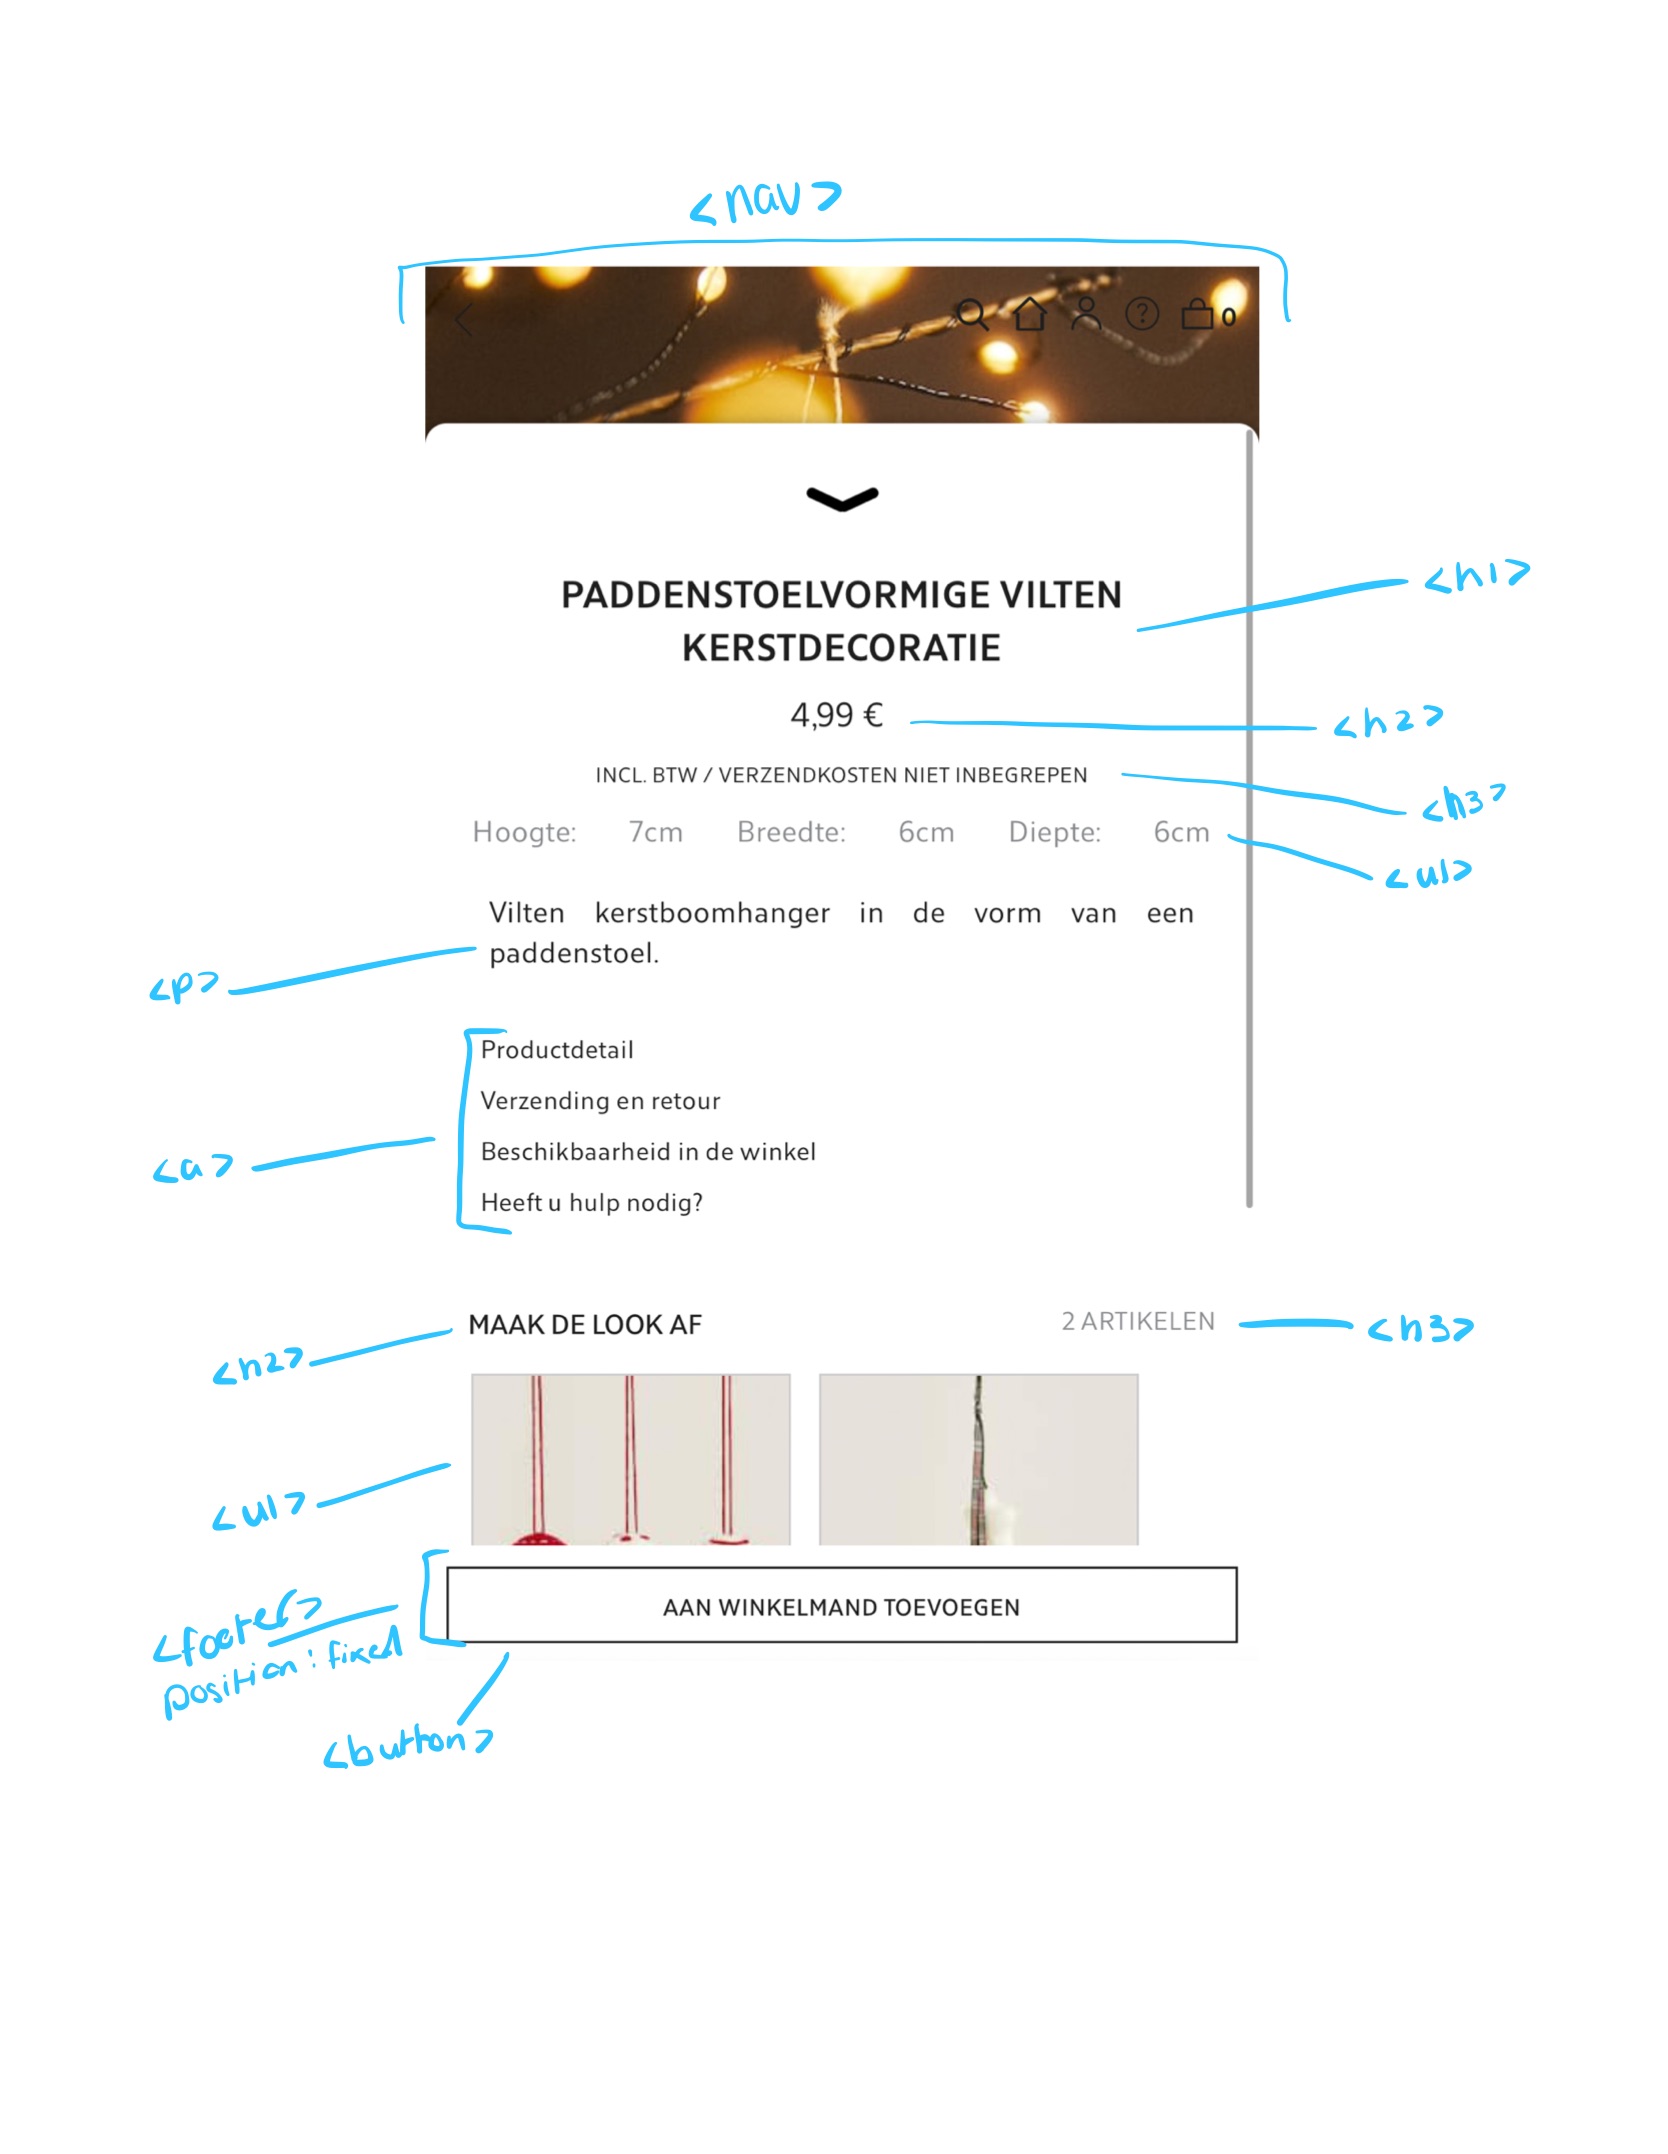 <nav>
0
PADDENSTOELVORMIGE VILTEN
KERSTDECORATIE
<h1>
4,99 €
<h2>
INCL. BTW / VERZENDKOSTEN NIET INBEGREPEN
<h3>
Hoogte: 7cm Breedte: 6cm Diepte: 6cm
<ul>
Vilten kerstboomhanger in de vorm van een
paddenstoel.
<p>
Productdetail
Verzending en retour
Beschikbaarheid in de winkel
Heeft u hulp nodig?
<a>
MAAK DE LOOK AF
2 ARTIKELEN
<h3>
<h2>
<ul>
AAN WINKELMAND TOEVOEGEN
<footer>
position: fixed
<button>